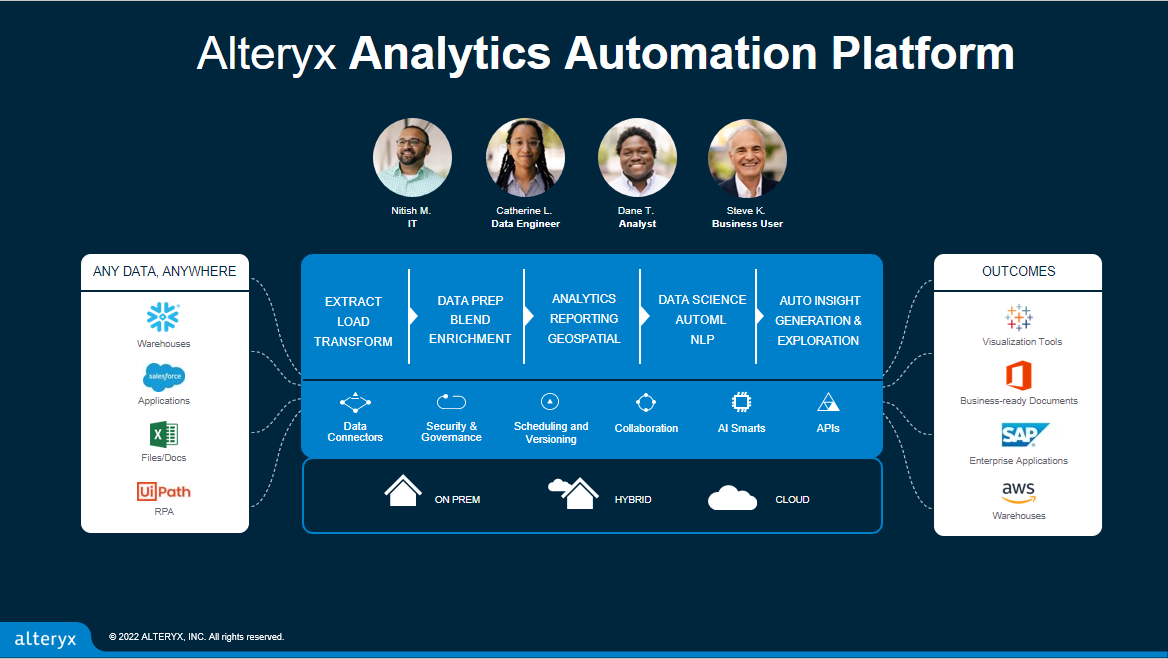 Alteryx Analytics Automation Platform
Nitish M.
IT
Catherine L.
Data Engineer
Dane T.
Analyst
Steve K.
Business User
ANY DATA, ANYWHERE
Warehouses
salesforce
Applications
X
Files/Docs
UiPath
RPA
EXTRACT
LOAD
TRANSFORM
DATA PREP
BLEND
ENRICHMENT
ANALYTICS
REPORTING
GEOSPATIAL
DATA SCIENCE
AUTOML
NLP
AUTO INSIGHT
GENERATION &
EXPLORATION
Data
Connectors
Security &
Governance
Scheduling and
Versioning
Collaboration
AI Smarts
APIs
ON PREM
HYBRID
CLOUD
OUTCOMES
Visualization Tools
Business-ready Documents
SAP
Enterprise Applications
aws
Warehouses
alteryx
© 2022 ALTERYX, INC. All rights reserved.